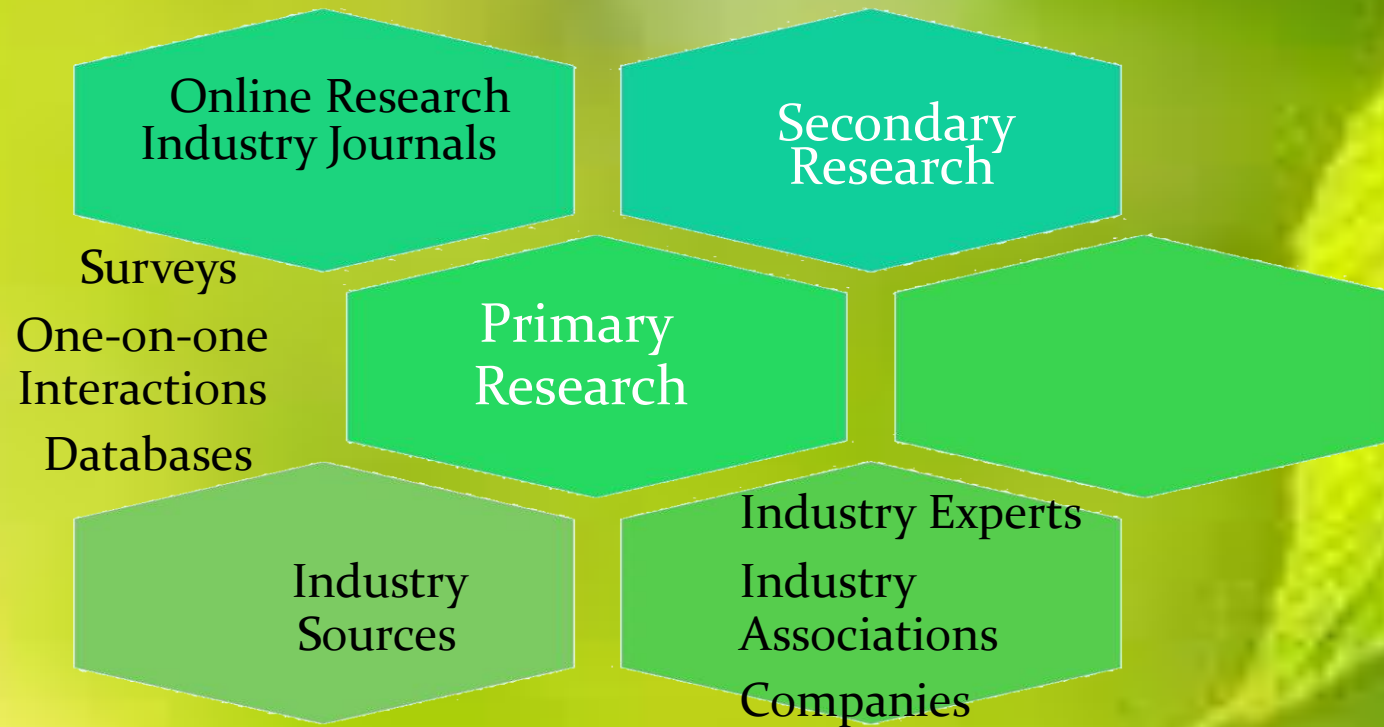 Online Research
Industry Journals
Secondary
Research
Surveys
One-on-one
Interactions
Databases
Primary
Research
Industry
Sources
Industry Experts
Industry
Associations
Companies